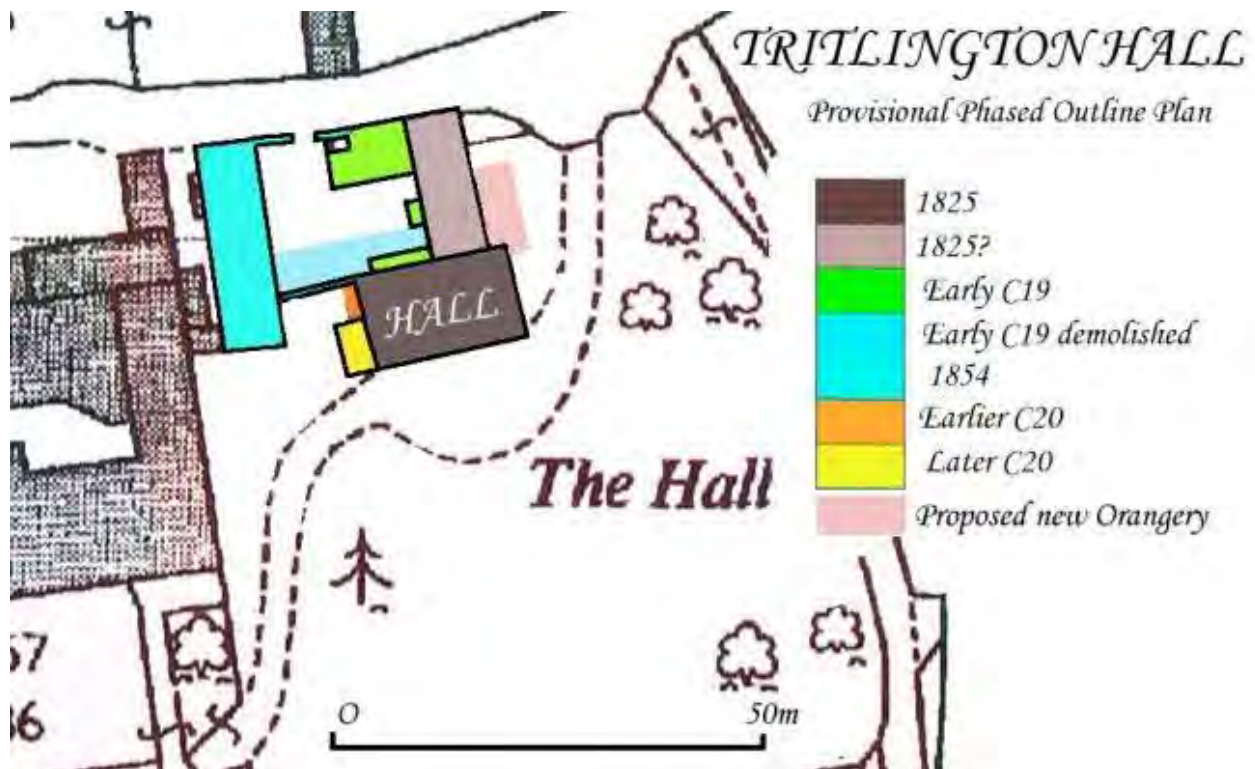 TRITLINGTON HALL
Provisional Phased Outline Plan
1825
1825?
Early C19
Early C19 demolished
1854
Earlier C20
Later C20
Proposed new Orangery
HALL
The Hall
57
O
50m